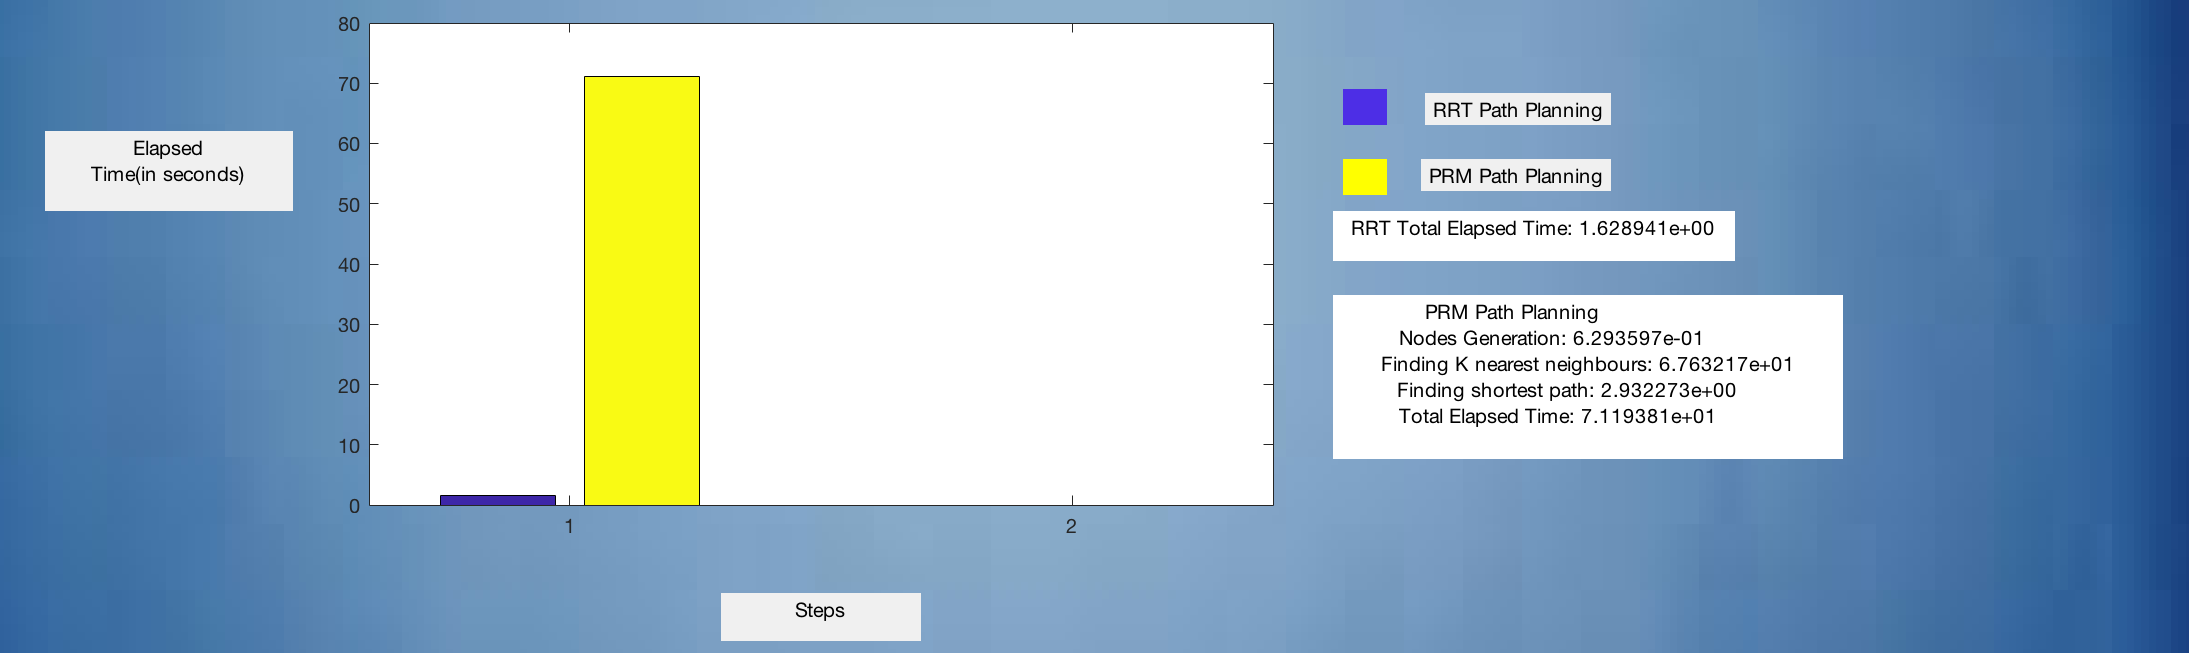 Elapsed
Time(in seconds)
80
70
60
50
40
30
20
10
0
1
2
Steps
RRT Path Planning
PRM Path Planning
RRT Total Elapsed Time: 1.628941e+00
PRM Path Planning
Nodes Generation: 6.293597e-01
Finding K nearest neighbours: 6.763217e+01
Finding shortest path: 2.932273e+00
Total Elapsed Time: 7.119381e+01